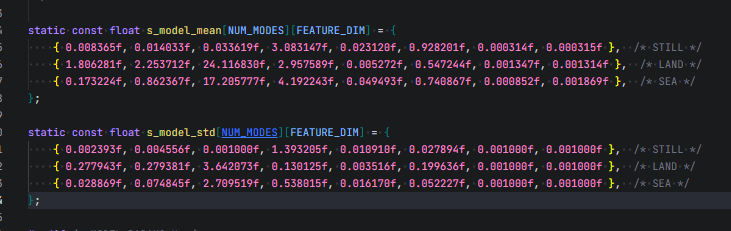 static const float s_model_mean[NUM_MODES][FEATURE_DIM] = {
{ 0.008365f, 0.014033f, 0.033619f, 3.083147f, 0.023120f, 0.928201f, 0.000314f, 0.000315f }, /* STILL */
{ 1.806281f, 2.253712f, 24.116830f, 2.957589f, 0.005272f, 0.547244f, 0.001347f, 0.001314f }, /* LAND */
{ 0.173224f, 0.862367f, 17.205777f, 4.192243f, 0.049493f, 0.740867f, 0.000852f, 0.001869f }, /* SEA */
};
static const float s_model_std[NUM_MODES][FEATURE_DIM] = {
{ 0.002393f, 0.004556f, 0.001000f, 1.393205f, 0.010910f, 0.027894f, 0.001000f, 0.001000f }, /* STILL */
{ 0.277943f, 0.279381f, 3.642073f, 0.130125f, 0.003516f, 0.199636f, 0.001000f, 0.001000f }, /* LAND */
{ 0.028869f, 0.074845f, 2.709519f, 0.538015f, 0.016170f, 0.052227f, 0.001000f, 0.001000f }, /* SEA */
};